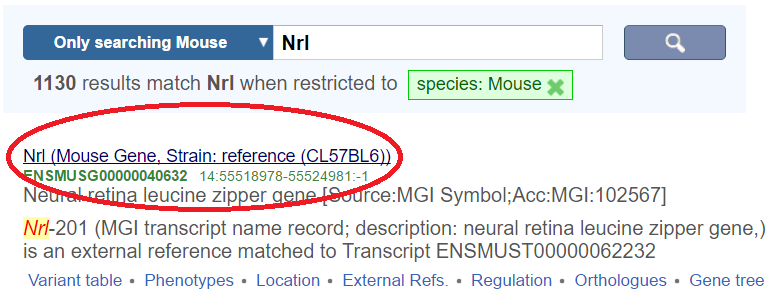 Only searching Mouse ▼ Nrl
1130 results match Nrl when restricted to species: Mouse
Nrl (Mouse Gene, Strain: reference (CL57BL6))
ENSMUSG00000040632 14:55518978-55524981:-1
Neural retina leucine zipper gene [Source:MGI Symbol;Acc:MGI:102567]
Nrl-201 (MGI transcript name record; description: neural retina leucine zipper gene,)
is an external reference matched to Transcript ENSMUST00000062232
Variant table • Phenotypes • Location • External Refs. • Regulation • Orthologues • Gene tree